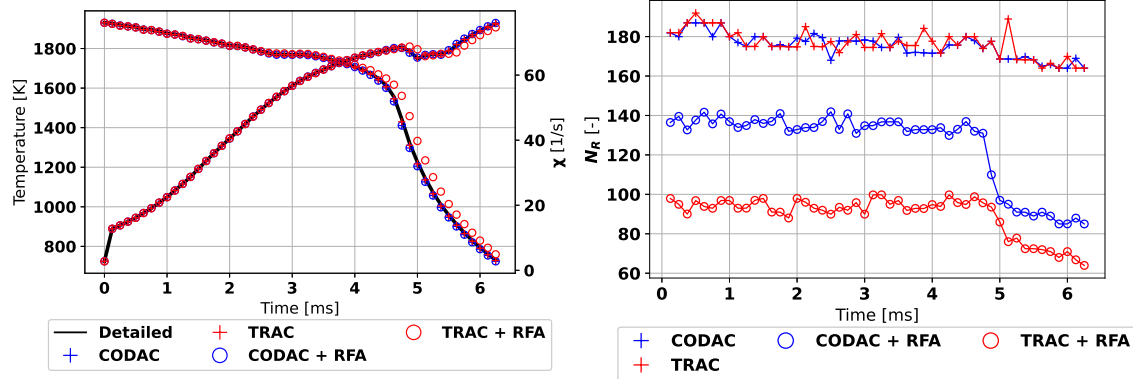 1800
1600
1400
1200
1000
800
Temperature [K]
60
40
20
0
χ [1/s]
0 1 2 3 4 5 6
Time [ms]
Detailed TRAC TRAC + RFA
CODAC CODAC + RFA
180
160
140
120
100
80
60
N_R [-]
0 1 2 3 4 5 6
Time [ms]
CODAC CODAC + RFA TRAC + RFA
TRAC